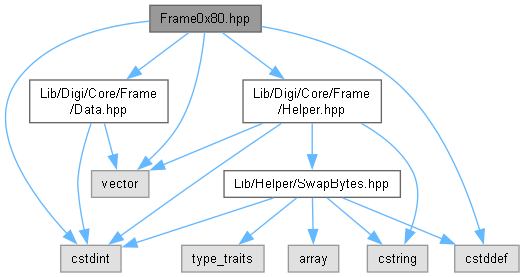 Frame0x80.hpp
Lib/Digi/Core/Frame
/Data.hpp
Lib/Digi/Core/Frame
/Helper.hpp
vector
Lib/Helper/SwapBytes.hpp
cstdint
type_traits
array
cstring
cstddef